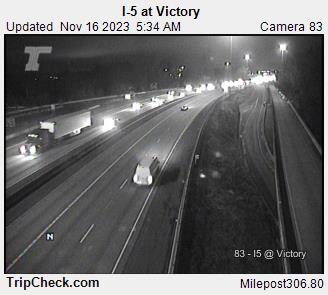 I-5 at Victory
Updated Nov 16 2023 5:34 AM Camera 83
T
N
83 - I5 @ Victory
TripCheck.com Milepost306.80